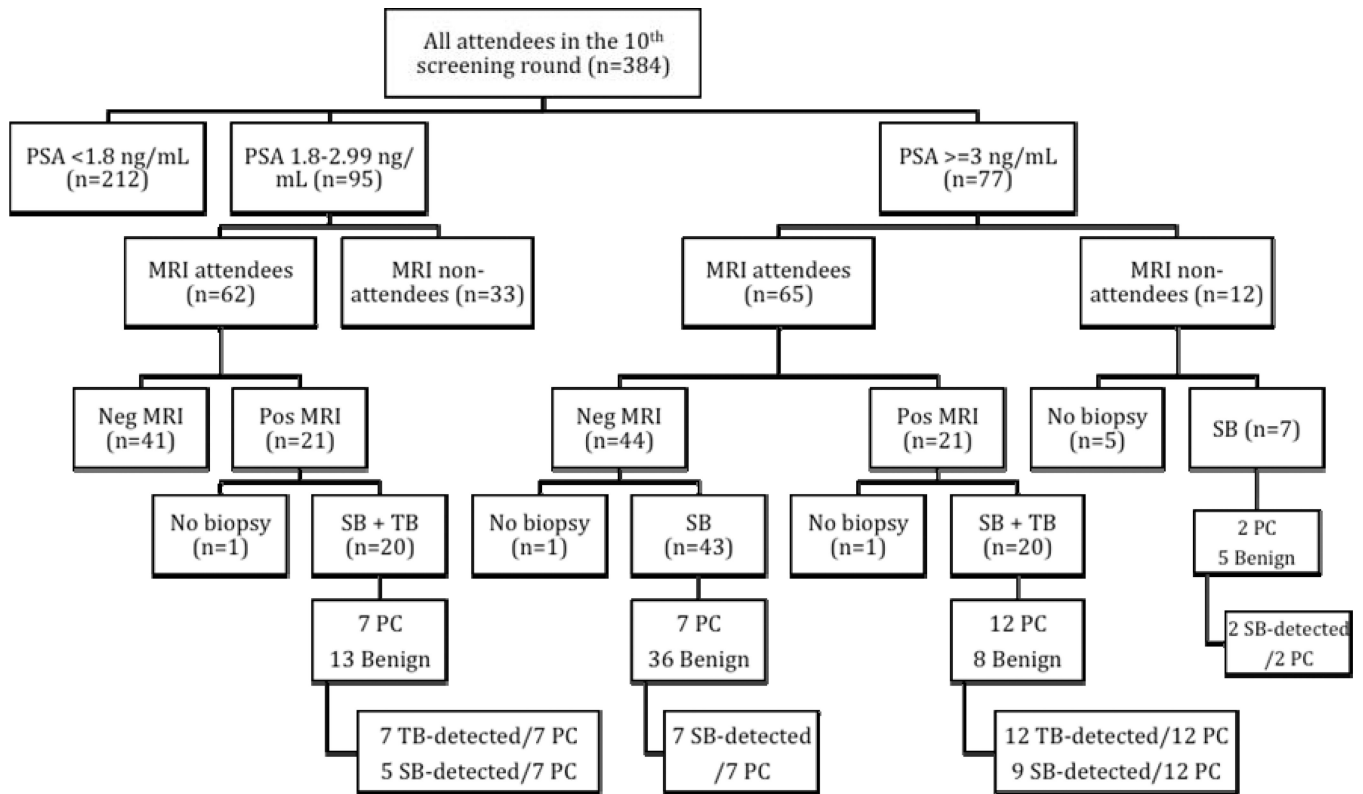 All attendees in the 10th
screening round (n=384)
PSA <1.8 ng/mL
(n=212)
PSA 1.8-2.99 ng/
mL (n=95)
PSA >=3 ng/mL
(n=77)
MRI attendees
(n=62)
MRI non-
attendees (n=33)
MRI attendees
(n=65)
MRI non-
attendees (n=12)
Neg MRI
(n=41)
Pos MRI
(n=21)
Neg MRI
(n=44)
Pos MRI
(n=21)
No biopsy
(n=5)
SB (n=7)
No biopsy
(n=1)
SB + TB
(n=20)
No biopsy
(n=1)
SB
(n=43)
No biopsy
(n=1)
SB + TB
(n=20)
2 PC
5 Benign
7 PC
13 Benign
7 PC
36 Benign
12 PC
8 Benign
2 SB-detected
/2 PC
7 TB-detected/7 PC
5 SB-detected/7 PC
7 SB-detected
/7 PC
12 TB-detected/12 PC
9 SB-detected/12 PC